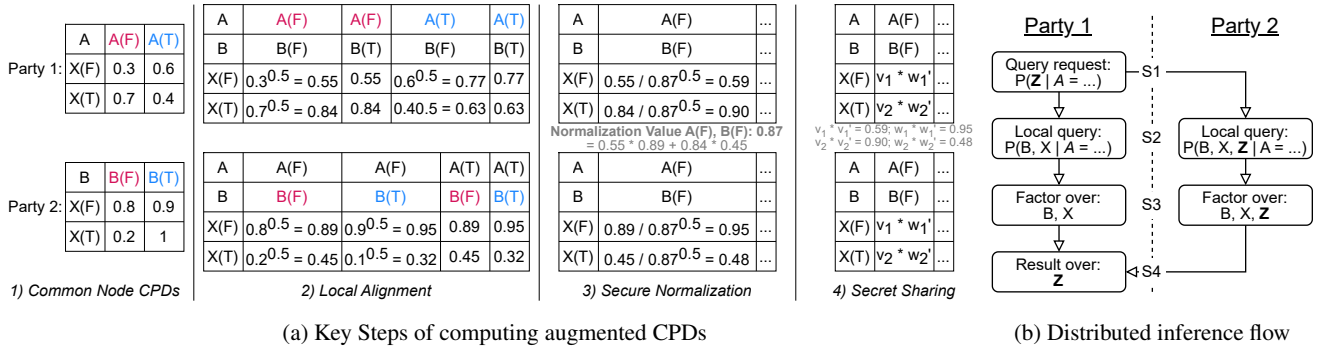 A A(F) A(T)
Party 1: X(F) 0.3 0.6
X(T) 0.7 0.4
B B(F) B(T)
Party 2: X(F) 0.8 0.9
X(T) 0.2 1
1) Common Node CPDs
A A(F) A(F) A(T) A(T)
B B(F) B(T) B(F) B(T)
X(F) 0.3^0.5 = 0.55 0.55 0.6^0.5 = 0.77 0.77
X(T) 0.7^0.5 = 0.84 0.84 0.40.5 = 0.63 0.63
A A(F) A(F) A(T) A(T)
B B(F) B(T) B(F) B(T)
X(F) 0.8^0.5 = 0.89 0.9^0.5 = 0.95 0.89 0.95
X(T) 0.2^0.5 = 0.45 0.1^0.5 = 0.32 0.45 0.32
2) Local Alignment
A A(F) ...
B B(F) ...
X(F) 0.55 / 0.87^0.5 = 0.59 ...
X(T) 0.84 / 0.87^0.5 = 0.90 ...
Normalization Value A(F), B(F): 0.87
= 0.55 * 0.89 + 0.84 * 0.45
A A(F) ...
B B(F) ...
X(F) 0.89 / 0.87^0.5 = 0.95 ...
X(T) 0.45 / 0.87^0.5 = 0.48 ...
3) Secure Normalization
A A(F) ...
B B(F) ...
X(F) v1 * w1' ...
X(T) v2 * w2' ...
v1 * v1' = 0.59; w1 * w1' = 0.95
v2 * v2' = 0.90; w2 * w2' = 0.48
A A(F) ...
B B(F) ...
X(F) v1' * w1 ...
X(T) v2' * w2 ...
4) Secret Sharing
(a) Key Steps of computing augmented CPDs
Party 1 Party 2
Query request:
P(Z | A = ...)
S1
Local query:
P(B, X | A = ...)
S2
Local query:
P(B, X, Z | A = ...)
Factor over:
B, X
S3
Factor over:
B, X, Z
Result over:
Z
S4
(b) Distributed inference flow